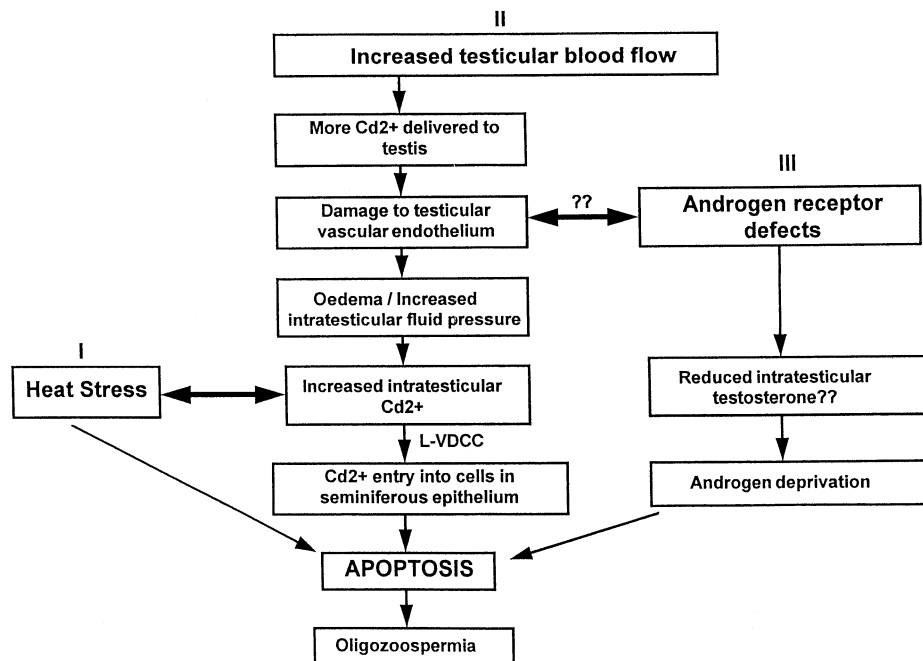 II
Increased testicular blood flow
More Cd2+ delivered to
testis
III
??
Damage to testicular
vascular endothelium
Androgen receptor
defects
Oedema / Increased
intratesticular fluid pressure
I
Heat Stress
Increased intratesticular
Cd2+
Reduced intratesticular
testosterone??
L-VDCC
Cd2+ entry into cells in
seminiferous epithelium
Androgen deprivation
APOPTOSIS
Oligozoospermia